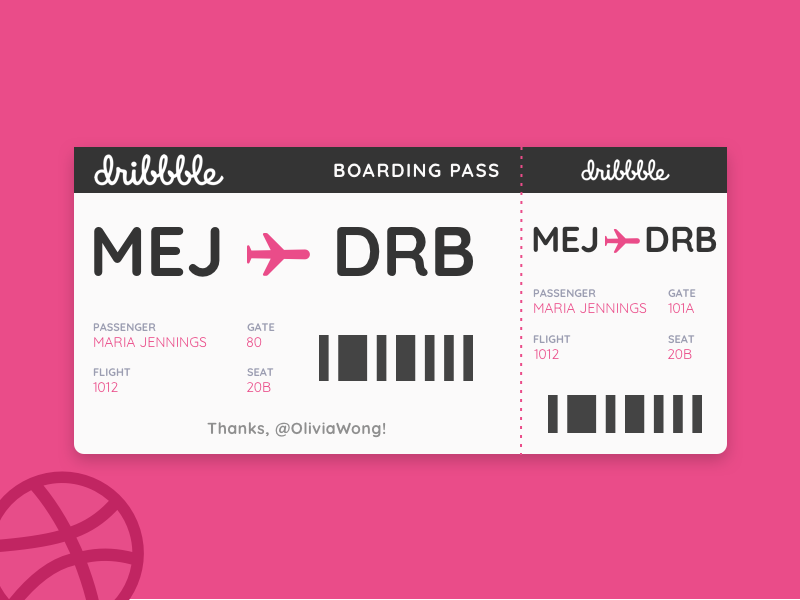 dribbble
BOARDING PASS
MEJ DRB
PASSENGER
MARIA JENNINGS
GATE
80
FLIGHT
1012
SEAT
20B
Thanks, @OliviaWong!
dribbble
MEJ DRB
PASSENGER
MARIA JENNINGS
GATE
101A
FLIGHT
1012
SEAT
20B